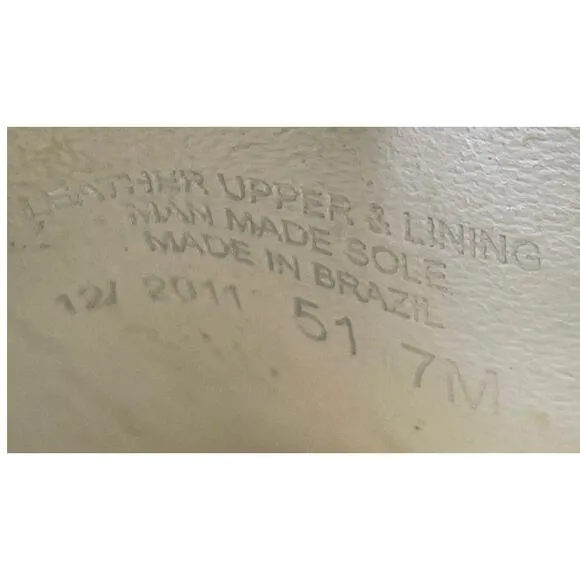 LEATHER UPPER & LINING
MAN MADE SOLE
MADE IN BRAZIL
12/ 2011 51 7M